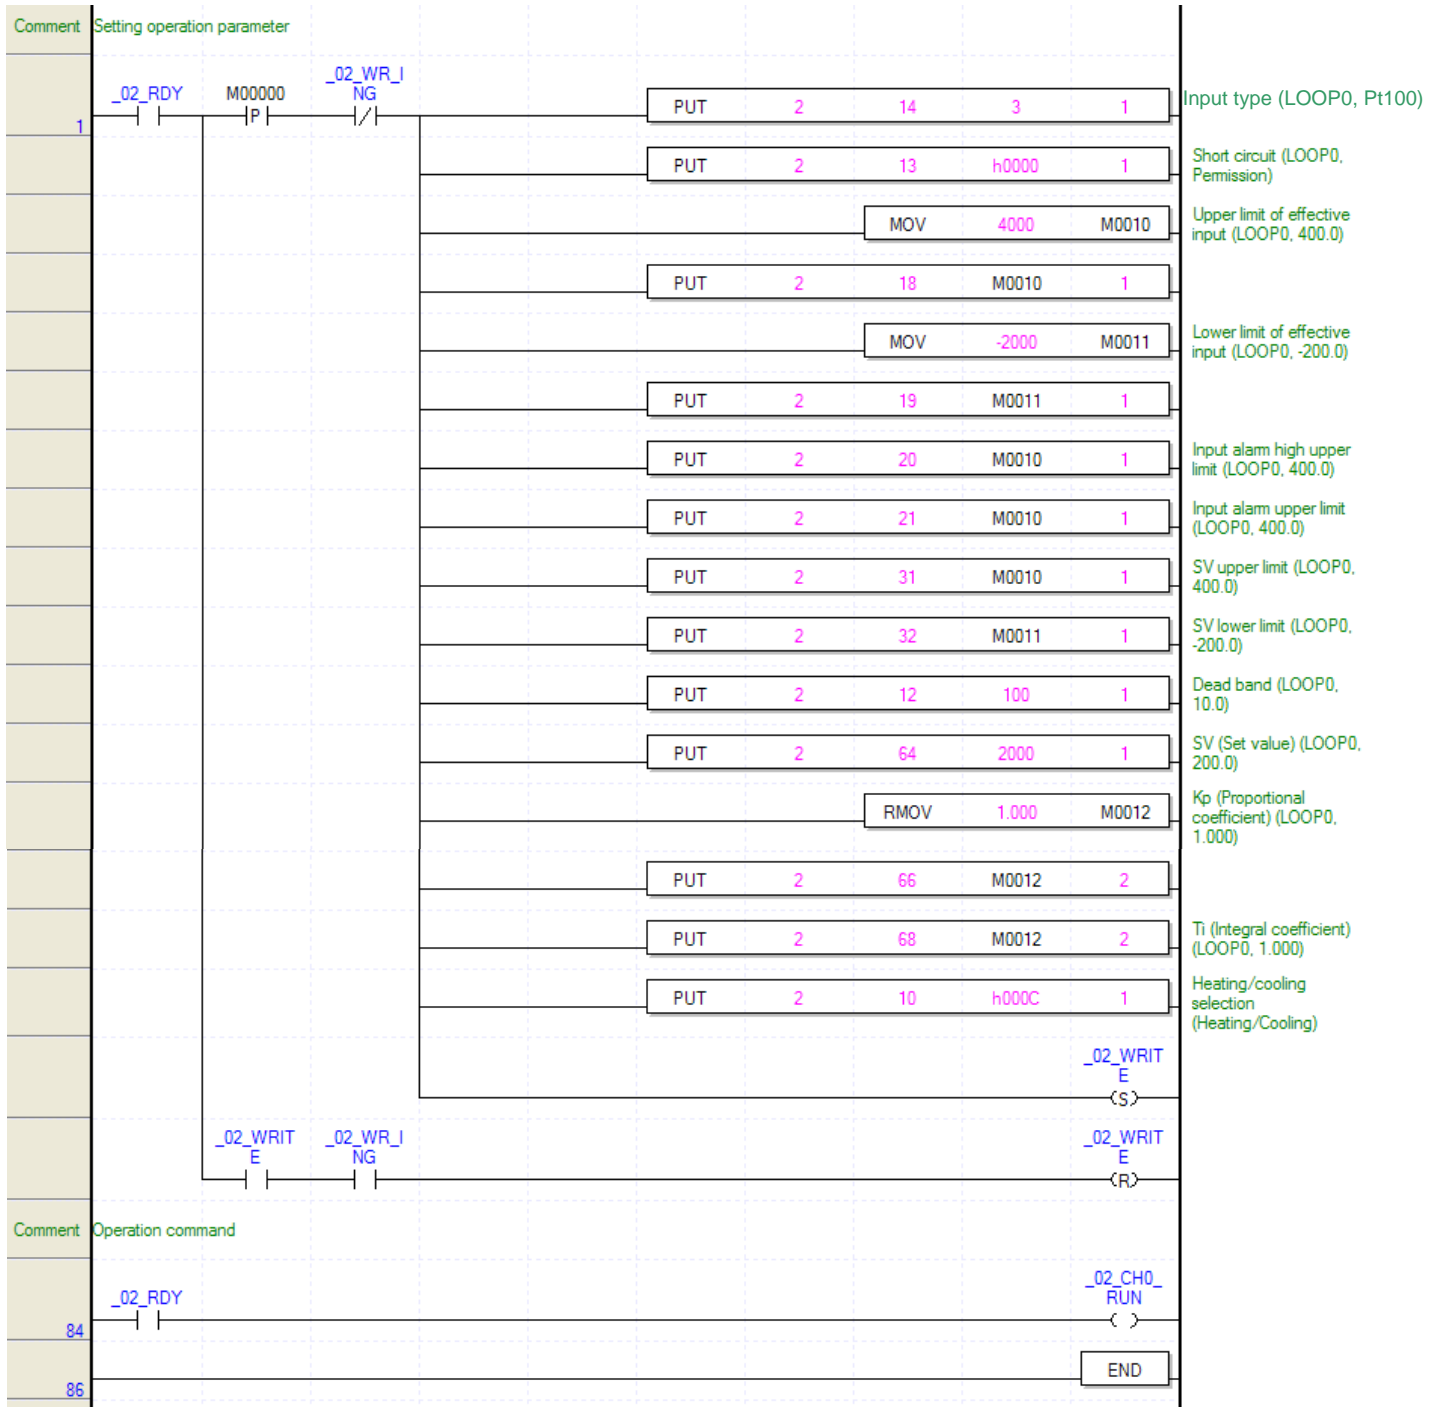 Comment Setting operation parameter
_02_RDY M00000 _02_WR_I
NG
P
1
PUT 2 14 3 1 Input type (LOOP0, Pt100)
PUT 2 13 h0000 1 Short circuit (LOOP0,
Permission)
MOV 4000 M0010 Upper limit of effective
input (LOOP0, 400.0)
PUT 2 18 M0010 1
MOV -2000 M0011 Lower limit of effective
input (LOOP0, -200.0)
PUT 2 19 M0011 1
PUT 2 20 M0010 1 Input alarm high upper
limit (LOOP0, 400.0)
PUT 2 21 M0010 1 Input alarm upper limit
(LOOP0, 400.0)
PUT 2 31 M0010 1 SV upper limit (LOOP0,
400.0)
PUT 2 32 M0011 1 SV lower limit (LOOP0,
-200.0)
PUT 2 12 100 1 Dead band (LOOP0,
10.0)
PUT 2 64 2000 1 SV (Set value) (LOOP0,
200.0)
RMOV 1.000 M0012 Kp (Proportional
coefficient) (LOOP0,
1.000)
PUT 2 66 M0012 2
PUT 2 68 M0012 2 Ti (Integral coefficient)
(LOOP0, 1.000)
PUT 2 10 h000C 1 Heating/cooling
selection
(Heating/Cooling)
_02_WRIT
E
(S)
_02_WRIT _02_WR_I _02_WRIT
E NG E
(R)
Comment Operation command
_02_RDY _02_CH0_
RUN
84 ( )
END
86